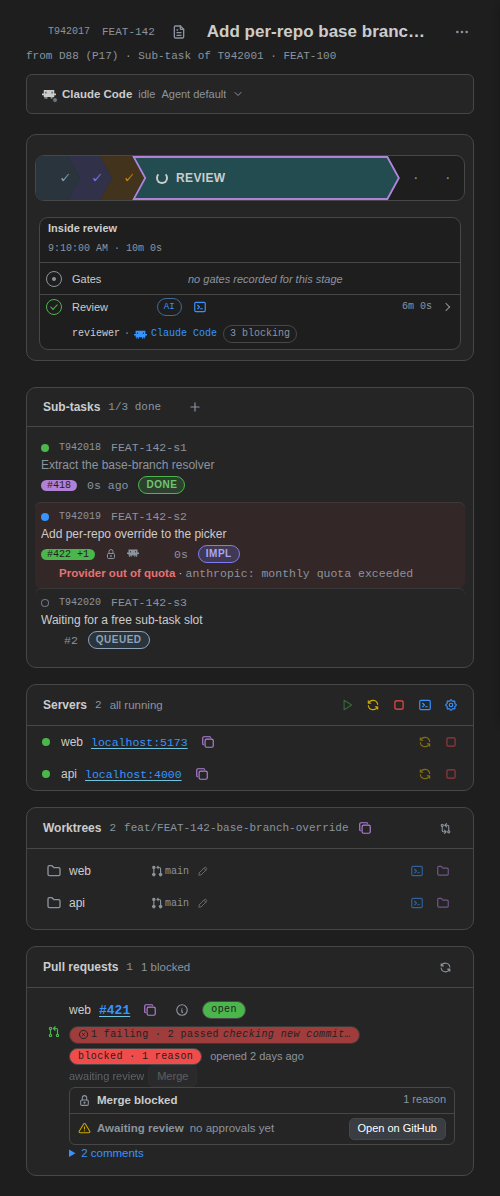 T942017 FEAT-142 Add per-repo base branc…
from D88 (P17) · Sub-task of T942001 · FEAT-100
Claude Code idle Agent default
REVIEW
Inside review
9:10:00 AM · 10m 0s
Gates no gates recorded for this stage
Review AI 6m 0s
reviewer · Claude Code 3 blocking
Sub-tasks 1/3 done
T942018 FEAT-142-s1
Extract the base-branch resolver
#418 0s ago DONE
T942019 FEAT-142-s2
Add per-repo override to the picker
#422 +1 0s IMPL
Provider out of quota · anthropic: monthly quota exceeded
T942020 FEAT-142-s3
Waiting for a free sub-task slot
#2 QUEUED
Servers 2 all running
web localhost:5173
api localhost:4000
Worktrees 2 feat/FEAT-142-base-branch-override
web main
api main
Pull requests 1 1 blocked
web #421 open
1 failing · 2 passed checking new commit…
blocked · 1 reason opened 2 days ago
awaiting review Merge
Merge blocked 1 reason
Awaiting review no approvals yet Open on GitHub
2 comments